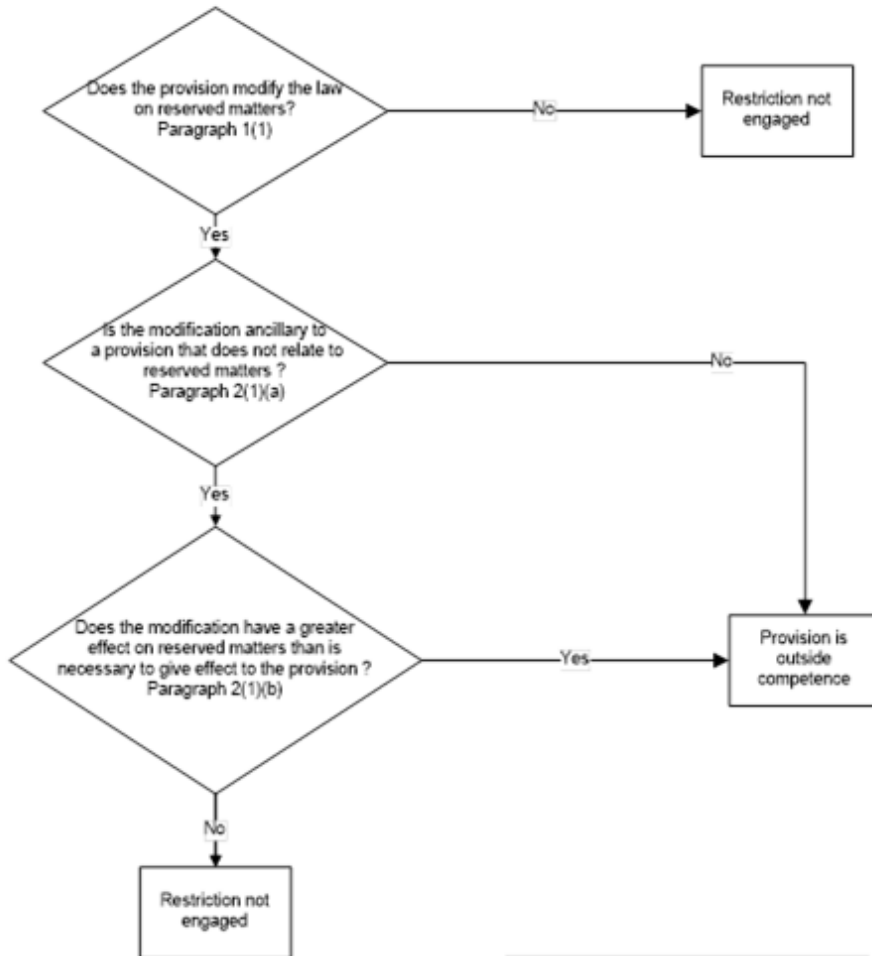 Does the provision modify the law
on reserved matters?
Paragraph 1(1)
No
Restriction not
engaged
Yes
Is the modification ancillary to
a provision that does not relate to
reserved matters ?
Paragraph 2(1)(a)
No
Yes
Does the modification have a greater
effect on reserved matters than is
necessary to give effect to the provision ?
Paragraph 2(1)(b)
Yes
Provision is
outside
competence
No
Restriction not
engaged